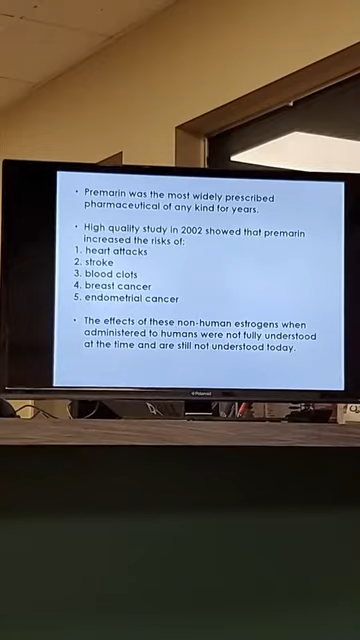 • Premarin was the most widely prescribed
pharmaceutical of any kind for years.
• High quality study in 2002 showed that premarin
increased the risks of:
1. heart attacks
2. stroke
3. blood clots
4. breast cancer
5. endometrial cancer
• The effects of these non-human estrogens when
administered to humans were not fully understood
at the time and are still not understood today.
Polaroid